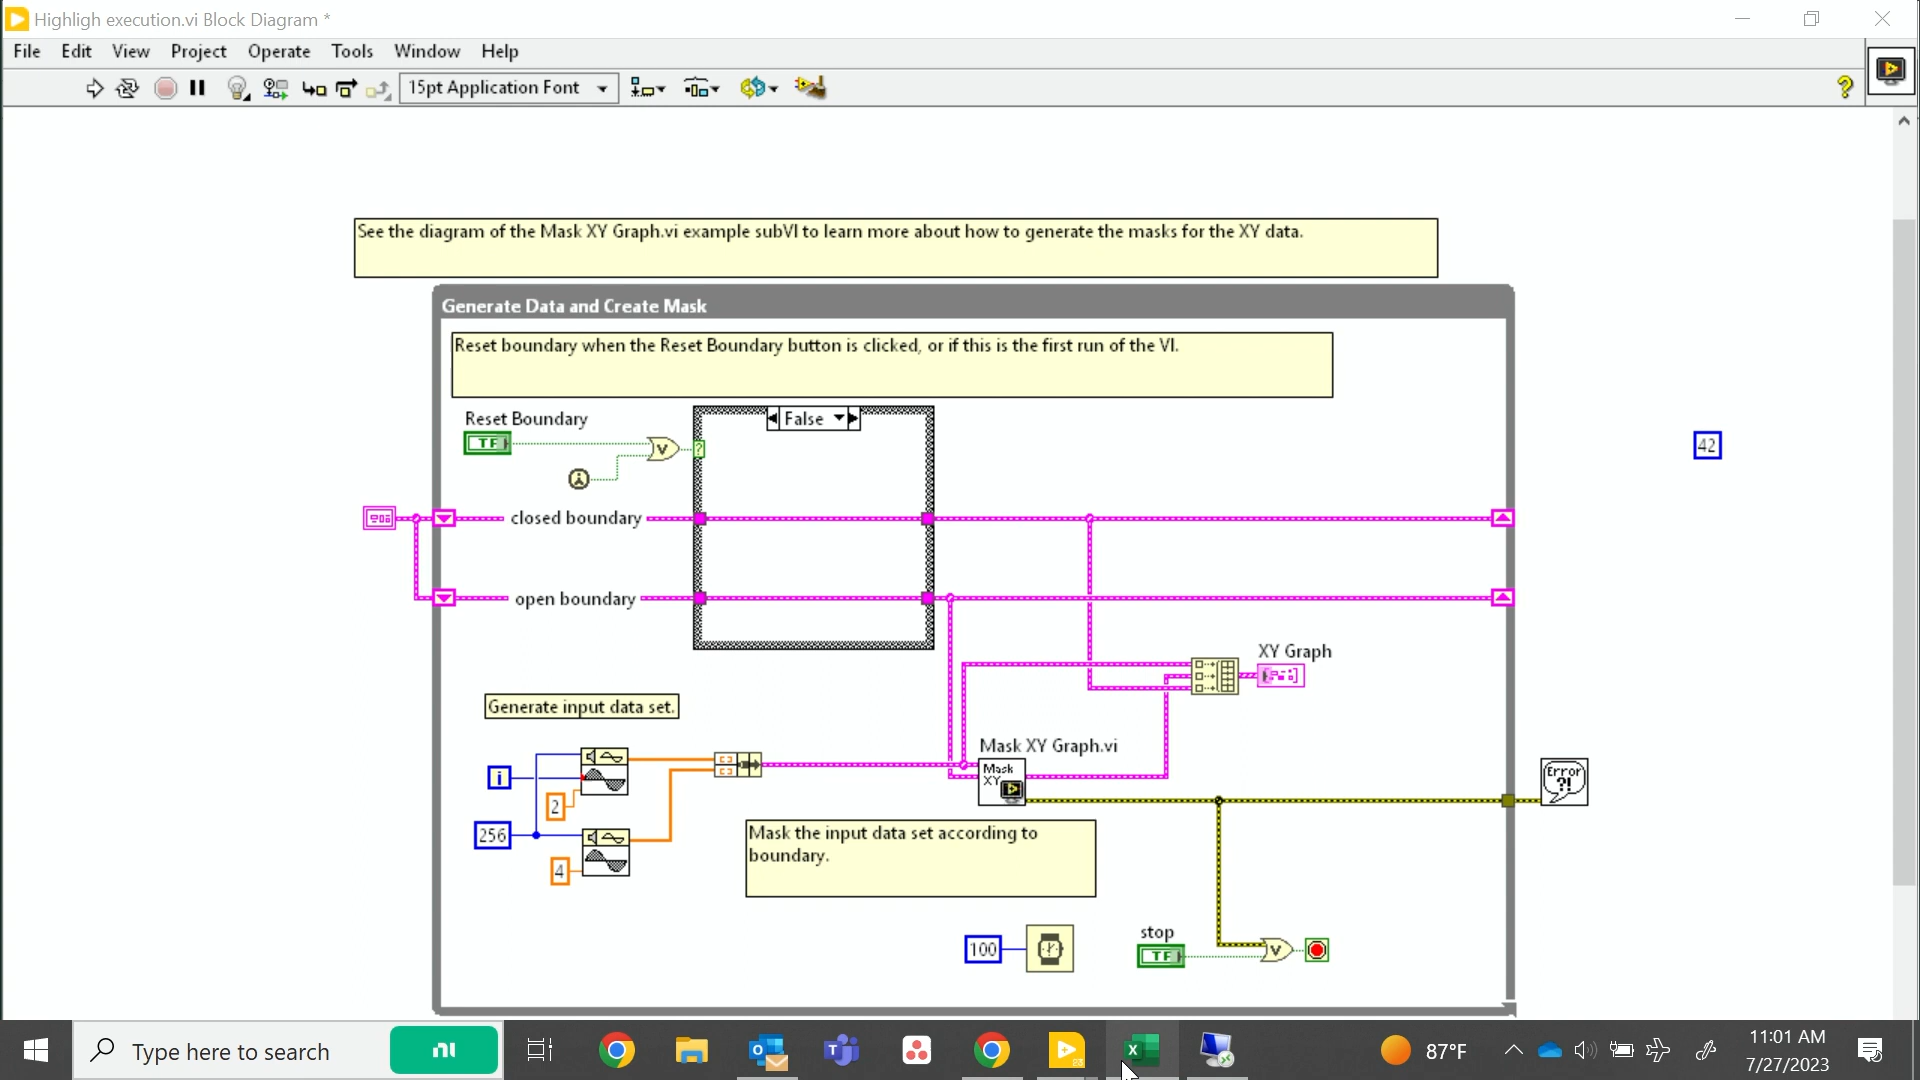 Highligh execution.vi Block Diagram *
File Edit View Project Operate Tools Window Help
15pt Application Font
?
See the diagram of the Mask XY Graph.vi example subVI to learn more about how to generate the masks for the XY data.
Generate Data and Create Mask
Reset boundary when the Reset Boundary button is clicked, or if this is the first run of the VI.
Reset Boundary
False
TF
V
?
42
closed boundary
open boundary
XY Graph
Generate input data set.
Mask XY Graph.vi
Mask
XY
i
2
Error
?!
256
4
Mask the input data set according to
boundary.
100
stop
TF
V
Type here to search
87°F
11:01 AM
7/27/2023